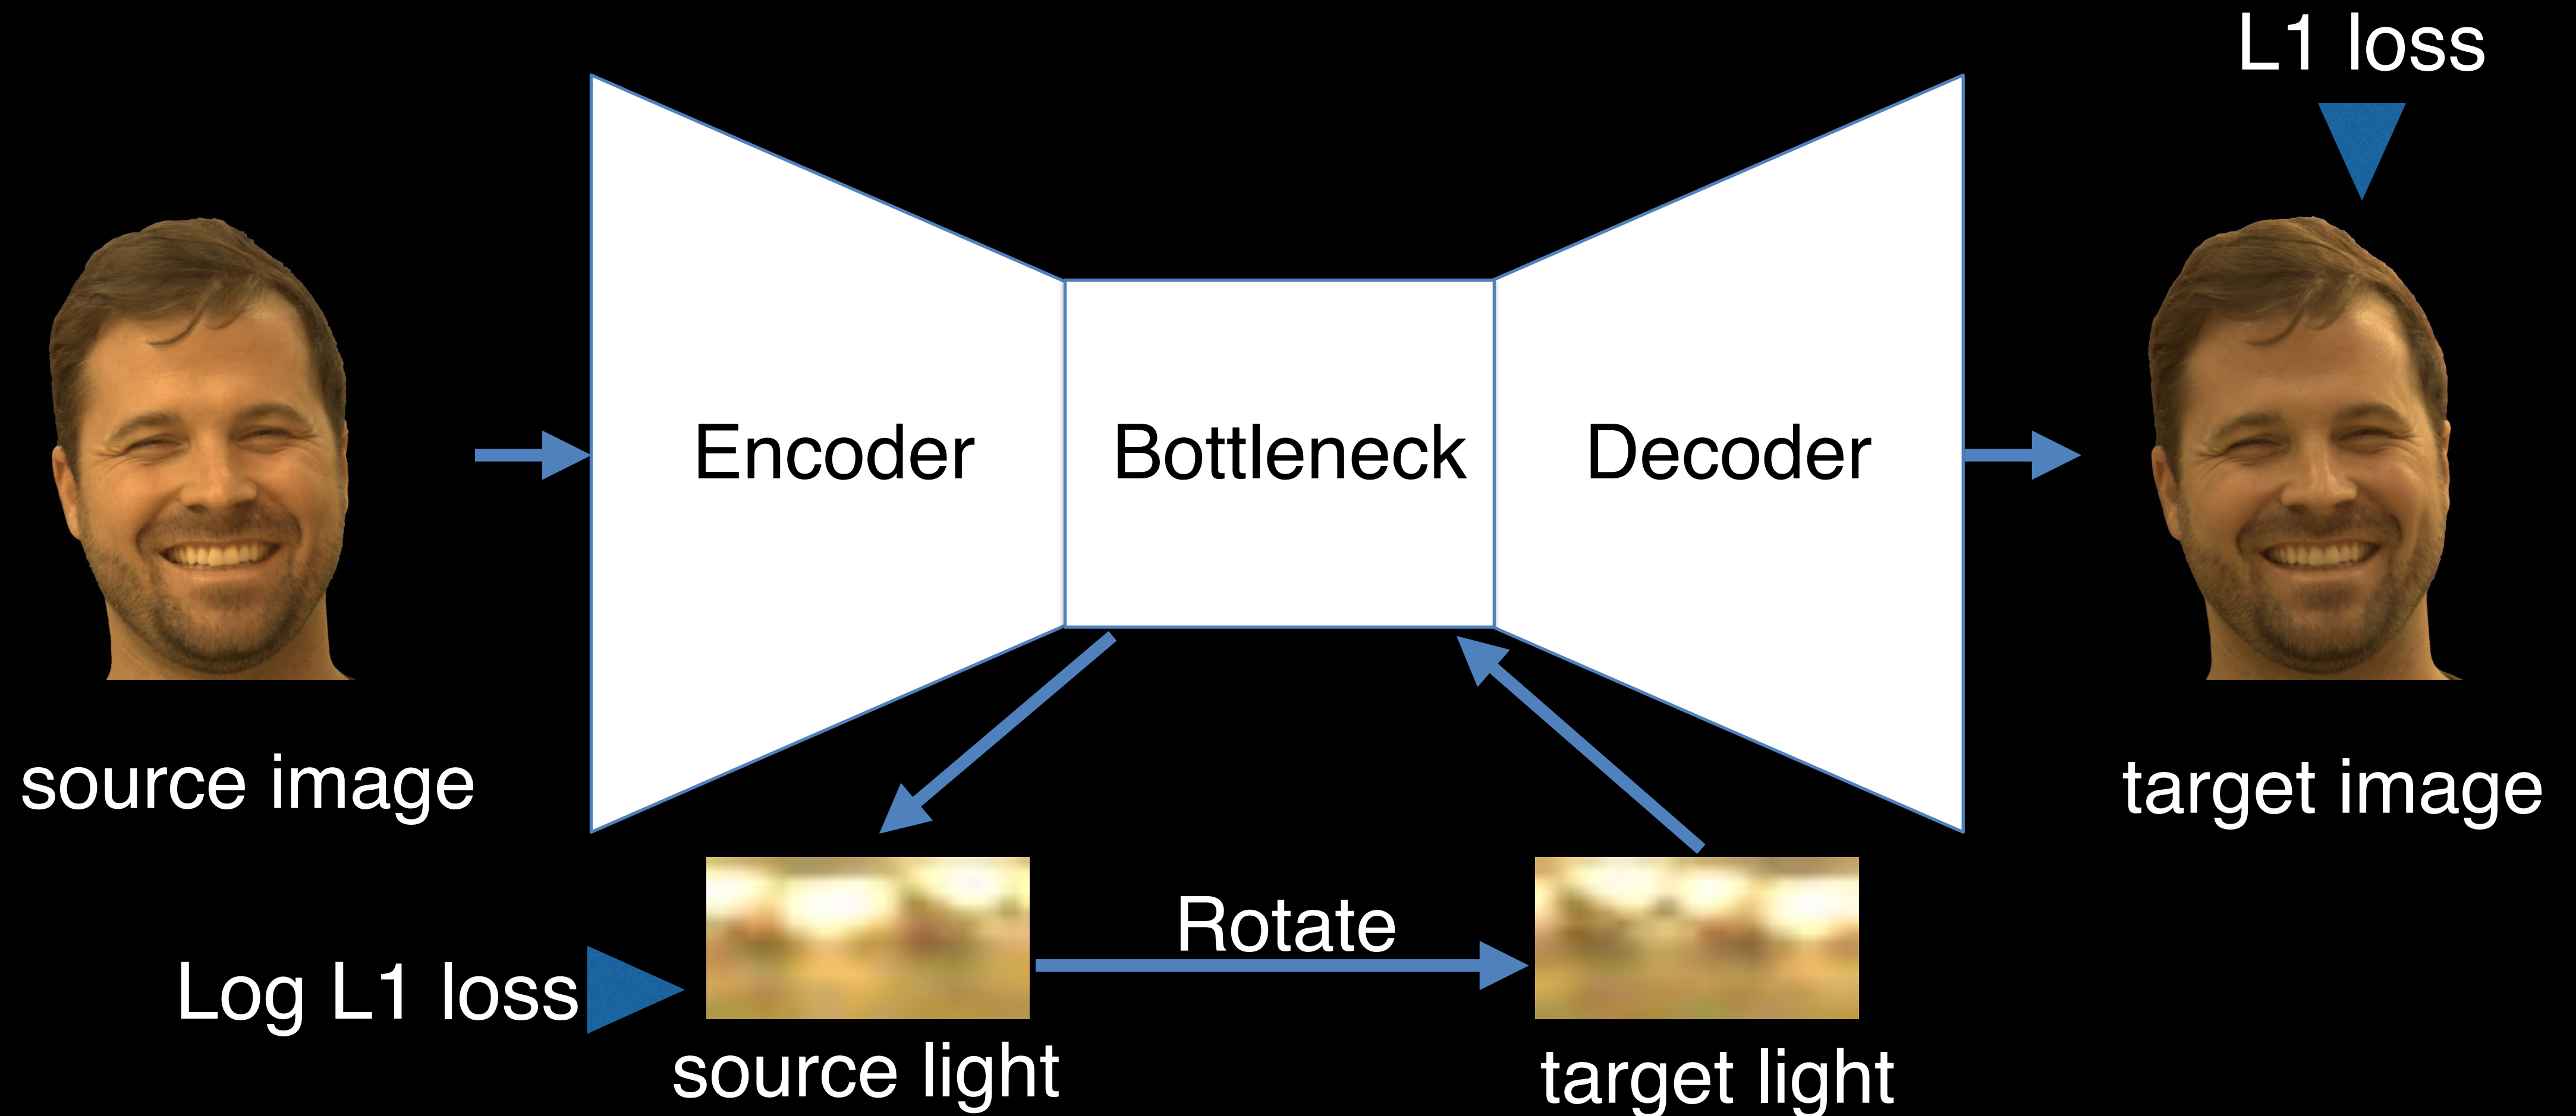 L1 loss
Encoder
Bottleneck
Decoder
source image
target image
Rotate
Log L1 loss
source light
target light